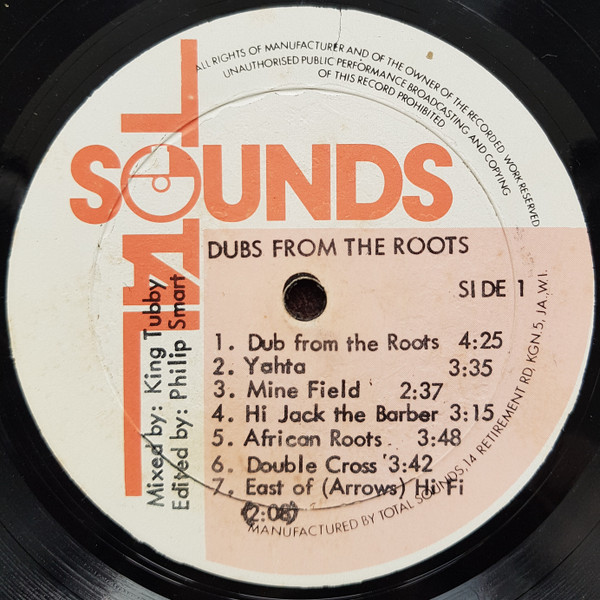 ALL RIGHTS OF MANUFACTURER AND OF THE OWNER OF THE RECORDED WORK RESERVED
UNAUTHORISED PUBLIC PERFORMANCE BROADCASTING AND COPYING
OF THIS RECORD PROHIBITED
TOTAL
SOUNDS
DUBS FROM THE ROOTS
SIDE 1
Mixed by: King Tubby
Edited by: Philip Smart
1. Dub from the Roots 4:25
2. Yahta 3:35
3. Mine Field 2:37
4. Hi Jack the Barber 3:15
5. African Roots 3:48
6. Double Cross 3:42
7. East of (Arrows) Hi Fi
(2:08)
MANUFACTURED BY TOTAL SOUNDS, 14 RETIREMENT RD, KGN 5, JA, W.I.